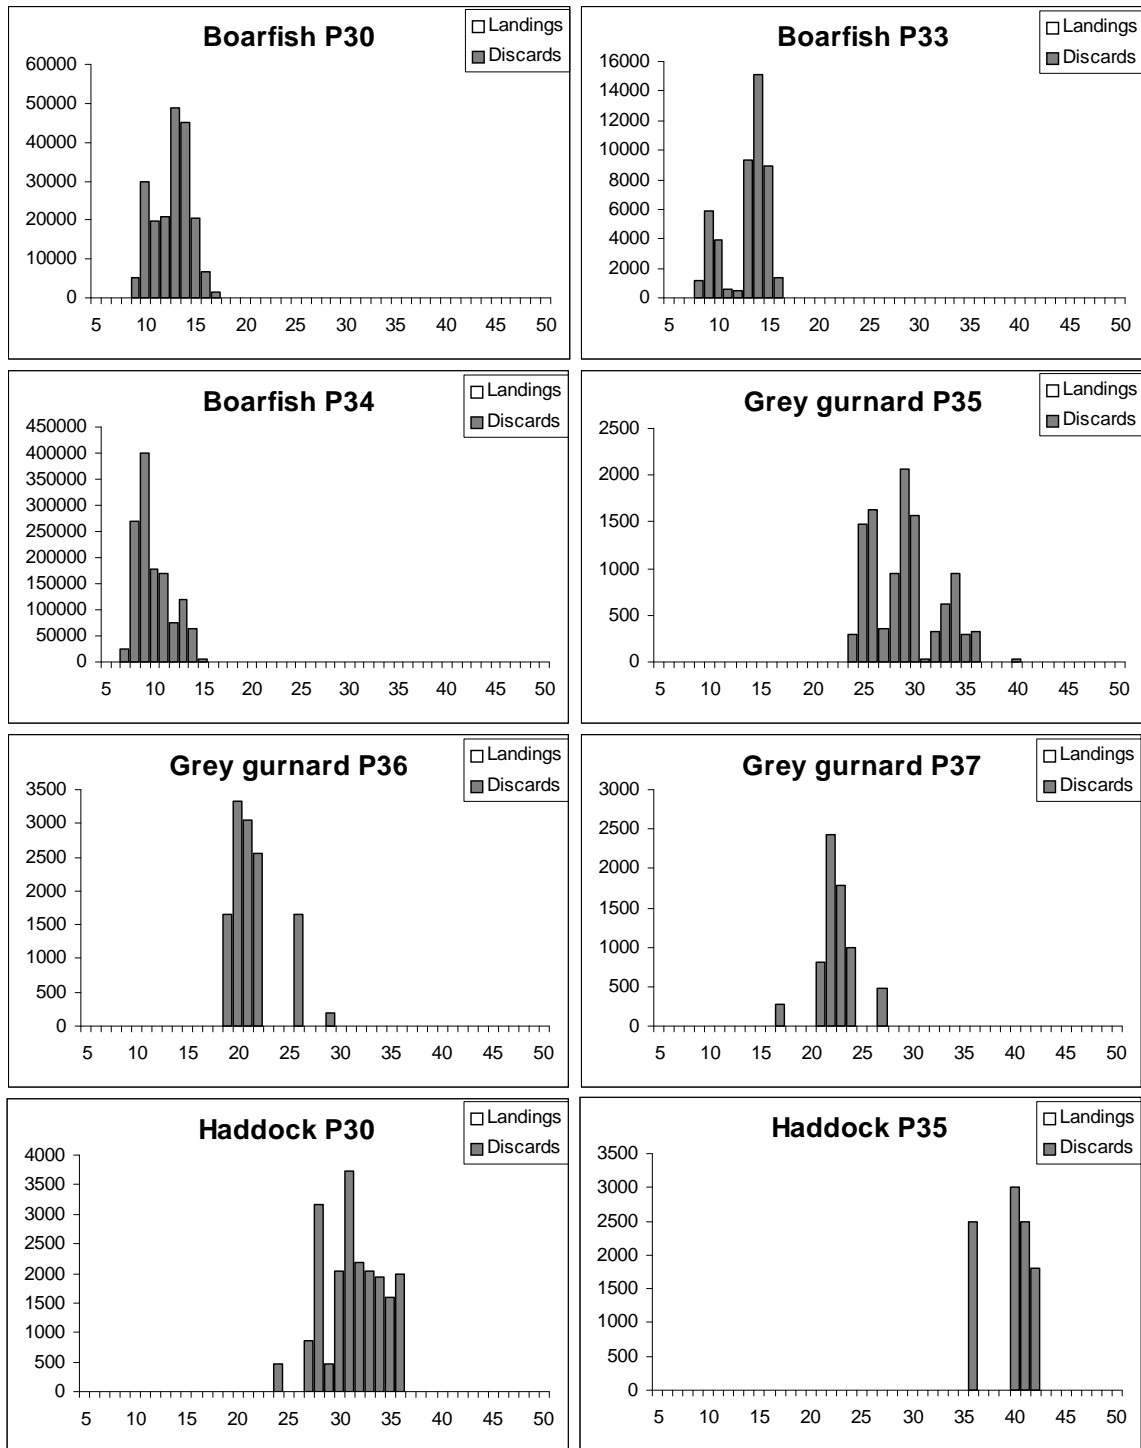 Boarfish P30
Landings
Discards
60000
50000
40000
30000
20000
10000
0
5 10 15 20 25 30 35 40 45 50
Boarfish P33
Landings
Discards
16000
14000
12000
10000
8000
6000
4000
2000
0
5 10 15 20 25 30 35 40 45 50
Boarfish P34
Landings
Discards
450000
400000
350000
300000
250000
200000
150000
100000
50000
0
5 10 15 20 25 30 35 40 45 50
Grey gurnard P35
Landings
Discards
2500
2000
1500
1000
500
0
5 10 15 20 25 30 35 40 45 50
Grey gurnard P36
Landings
Discards
3500
3000
2500
2000
1500
1000
500
0
5 10 15 20 25 30 35 40 45 50
Grey gurnard P37
Landings
Discards
3000
2500
2000
1500
1000
500
0
5 10 15 20 25 30 35 40 45 50
Haddock P30
Landings
Discards
4000
3500
3000
2500
2000
1500
1000
500
0
5 10 15 20 25 30 35 40 45 50
Haddock P35
Landings
Discards
3500
3000
2500
2000
1500
1000
500
0
5 10 15 20 25 30 35 40 45 50